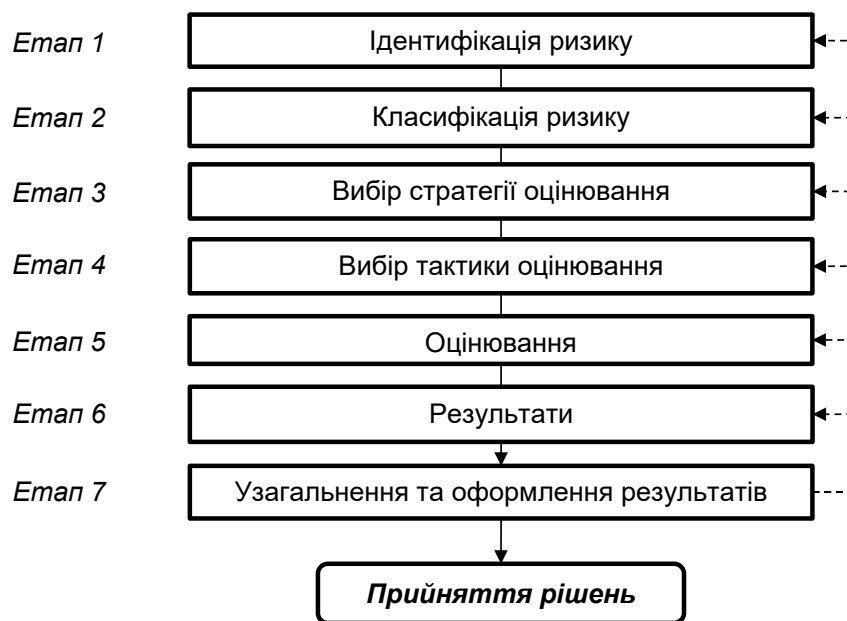 Етап 1 Ідентифікація ризику
Етап 2 Класифікація ризику
Етап 3 Вибір стратегії оцінювання
Етап 4 Вибір тактики оцінювання
Етап 5 Оцінювання
Етап 6 Результати
Етап 7 Узагальнення та оформлення результатів
Прийняття рішень